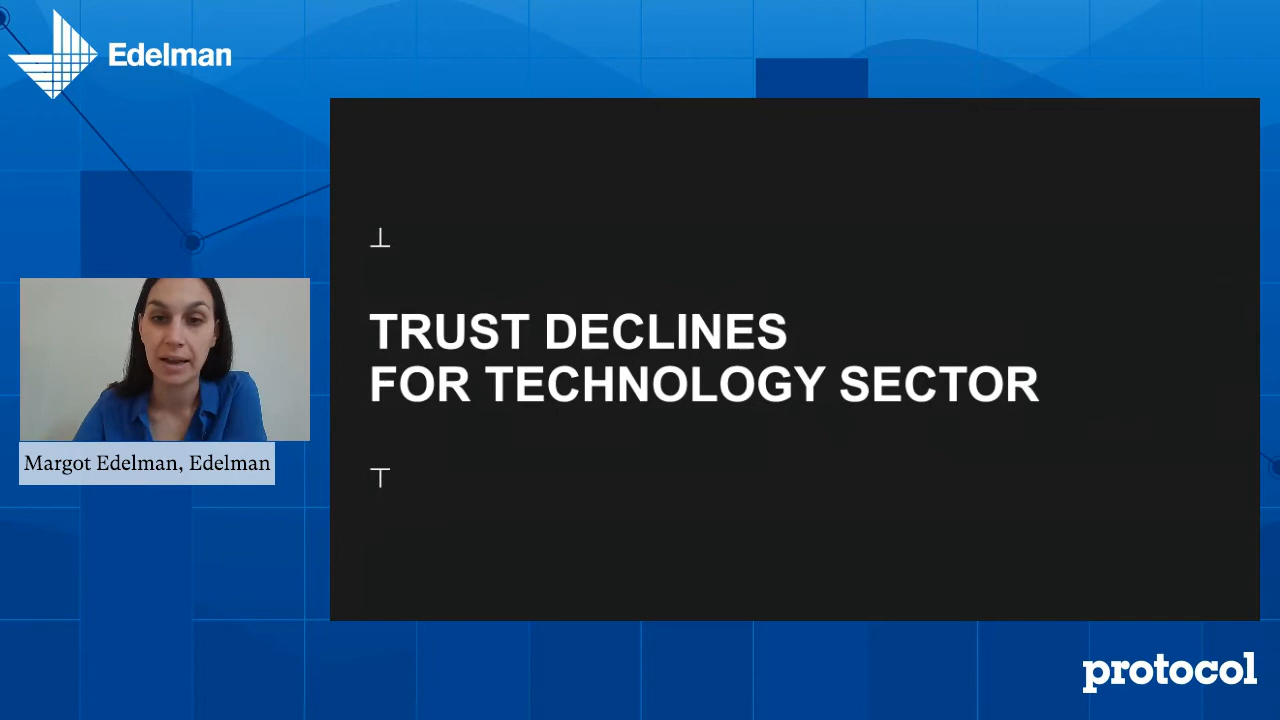 Edelman
TRUST DECLINES
FOR TECHNOLOGY SECTOR
Margot Edelman, Edelman
protocol